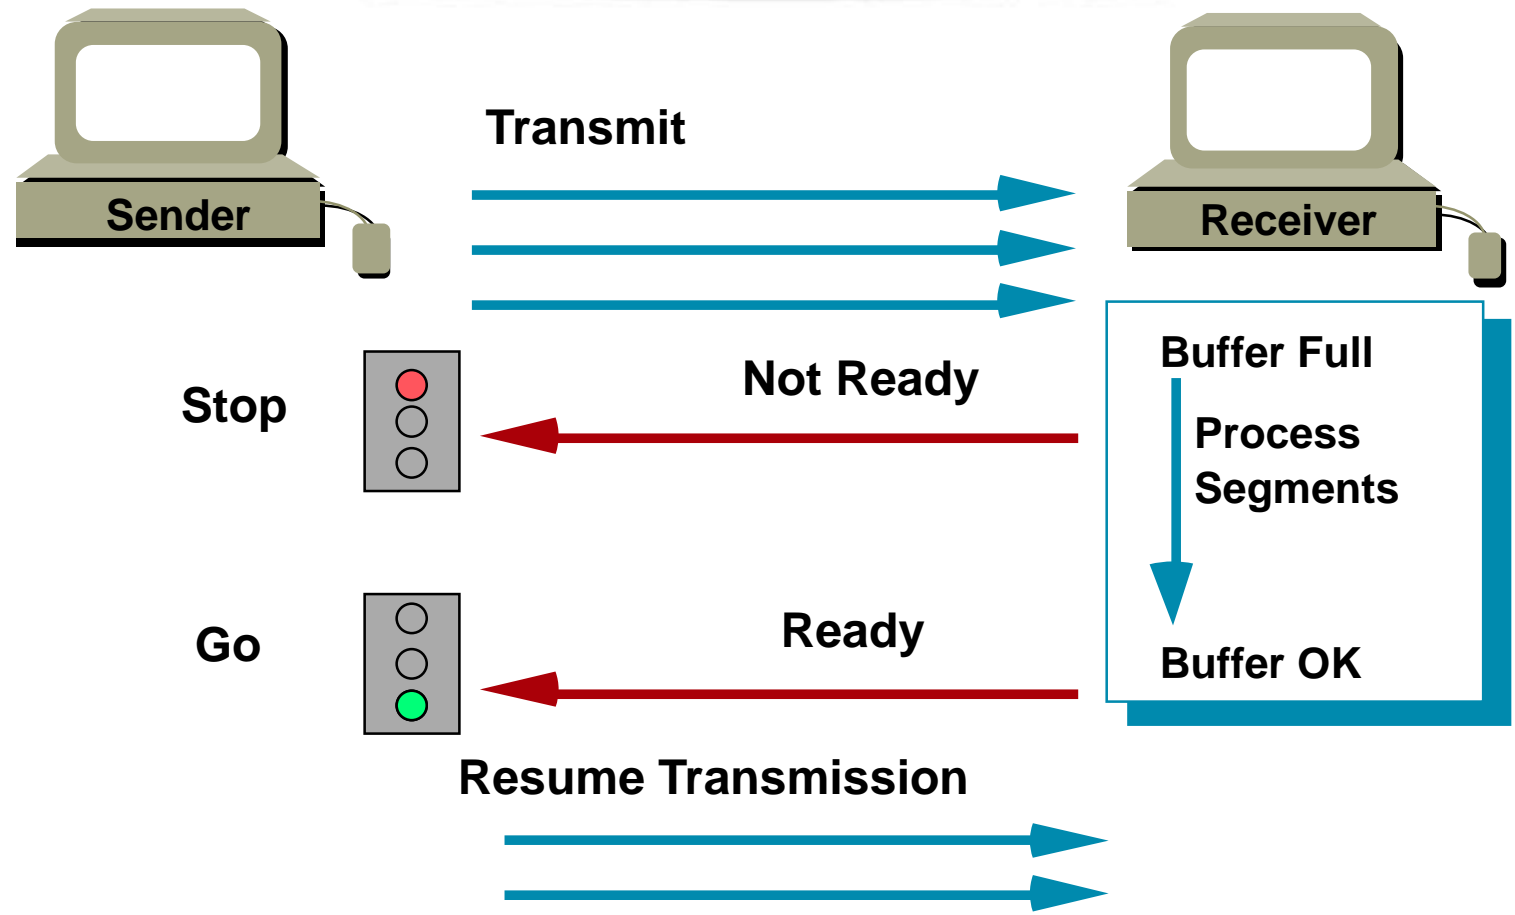 Transmit
Sender
Receiver
Buffer Full
Not Ready
Stop
Process
Segments
Ready
Go
Buffer OK
Resume Transmission